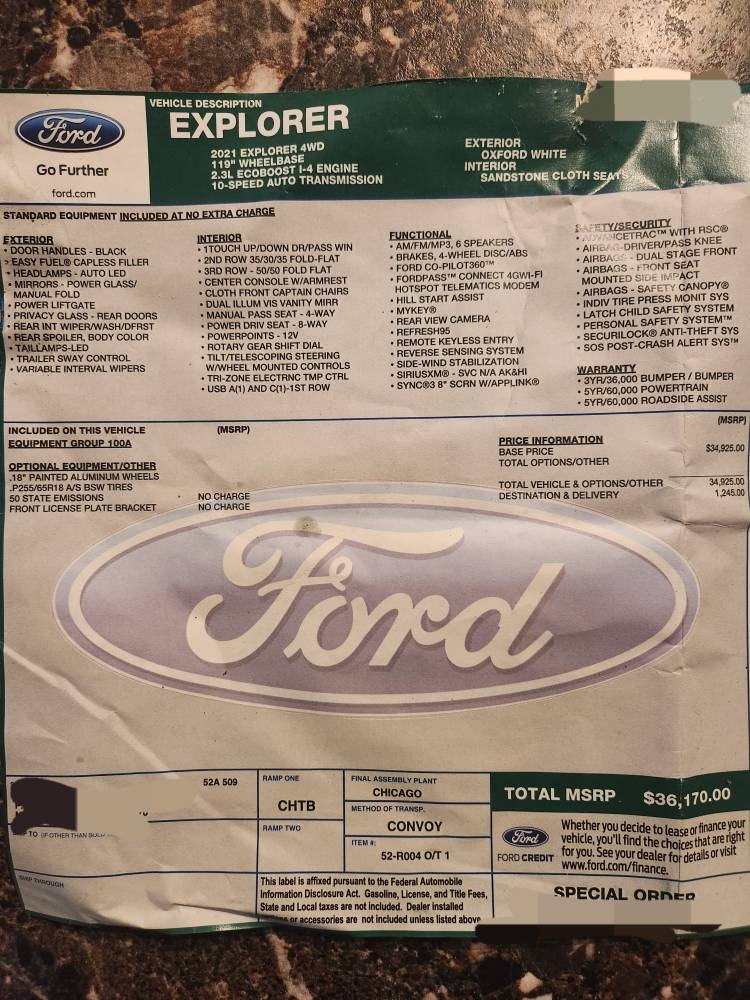 Ford
Go Further
ford.com
VEHICLE DESCRIPTION
EXPLORER
2021 EXPLORER 4WD
119" WHEELBASE
2.3L ECOBOOST I-4 ENGINE
10-SPEED AUTO TRANSMISSION
EXTERIOR
OXFORD WHITE
INTERIOR
SANDSTONE CLOTH SEATS
STANDARD EQUIPMENT INCLUDED AT NO EXTRA CHARGE
EXTERIOR
• DOOR HANDLES - BLACK
• EASY FUEL® CAPLESS FILLER
• HEADLAMPS - AUTO LED
• MIRRORS - POWER GLASS/
MANUAL FOLD
• POWER LIFTGATE
• PRIVACY GLASS - REAR DOORS
• REAR INT WIPER/WASH/DFRST
• REAR SPOILER, BODY COLOR
• TAILLAMPS-LED
• TRAILER SWAY CONTROL
• VARIABLE INTERVAL WIPERS
INTERIOR
• 1TOUCH UP/DOWN DR/PASS WIN
• 2ND ROW 35/30/35 FOLD-FLAT
• 3RD ROW - 50/50 FOLD FLAT
• CENTER CONSOLE W/ARMREST
• CLOTH FRONT CAPTAIN CHAIRS
• DUAL ILLUM VIS VANITY MIRR
• MANUAL PASS SEAT - 4-WAY
• POWER DRIV SEAT - 8-WAY
• POWERPOINTS - 12V
• ROTARY GEAR SHIFT DIAL
• TILT/TELESCOPING STEERING
W/WHEEL MOUNTED CONTROLS
• TRI-ZONE ELECTRNC TMP CTRL
• USB A(1) AND C(1)-1ST ROW
FUNCTIONAL
• AM/FM/MP3, 6 SPEAKERS
• BRAKES, 4-WHEEL DISC/ABS
• FORD CO-PILOT360™
• FORDPASS™ CONNECT 4GWI-FI
HOTSPOT TELEMATICS MODEM
• HILL START ASSIST
• MYKEY®
• REAR VIEW CAMERA
• REFRESH95
• REMOTE KEYLESS ENTRY
• REVERSE SENSING SYSTEM
• SIDE-WIND STABILIZATION
• SIRIUSXM® - SVC N/A AK&HI
• SYNC®3 8" SCRN W/APPLINK®
SAFETY/SECURITY
• ADVANCETRAC™ WITH RSC®
• AIRBAG-DRIVER/PASS KNEE
• AIRBAGS - DUAL STAGE FRONT
• AIRBAGS - FRONT SEAT
MOUNTED SIDE IMPACT
• AIRBAGS - SAFETY CANOPY®
• INDIV TIRE PRESS MONIT SYS
• LATCH CHILD SAFETY SYSTEM
• PERSONAL SAFETY SYSTEM™
• SECURILOCK® ANTI-THEFT SYS
• SOS POST-CRASH ALERT SYS™
WARRANTY
• 3YR/36,000 BUMPER / BUMPER
• 5YR/60,000 POWERTRAIN
• 5YR/60,000 ROADSIDE ASSIST
INCLUDED ON THIS VEHICLE (MSRP)
EQUIPMENT GROUP 100A
OPTIONAL EQUIPMENT/OTHER
.18" PAINTED ALUMINUM WHEELS
.P255/65R18 A/S BSW TIRES
50 STATE EMISSIONS NO CHARGE
FRONT LICENSE PLATE BRACKET NO CHARGE
(MSRP)
PRICE INFORMATION
BASE PRICE $34,925.00
TOTAL OPTIONS/OTHER
TOTAL VEHICLE & OPTIONS/OTHER 34,925.00
DESTINATION & DELIVERY 1,245.00
Ford
52A 509
TO (IF OTHER THAN
SHIP THROUGH
RAMP ONE
CHTB
RAMP TWO
FINAL ASSEMBLY PLANT
CHICAGO
METHOD OF TRANSP.
CONVOY
ITEM #:
52-R004 O/T 1
This label is affixed pursuant to the Federal Automobile
Information Disclosure Act. Gasoline, License, and Title Fees,
State and Local taxes are not included. Dealer installed
or accessories are not included unless listed above
TOTAL MSRP $36,170.00
Ford
FORD CREDIT
Whether you decide to lease or finance your
vehicle, you'll find the choices that are right
for you. See your dealer for details or visit
www.ford.com/finance.
SPECIAL ORDER